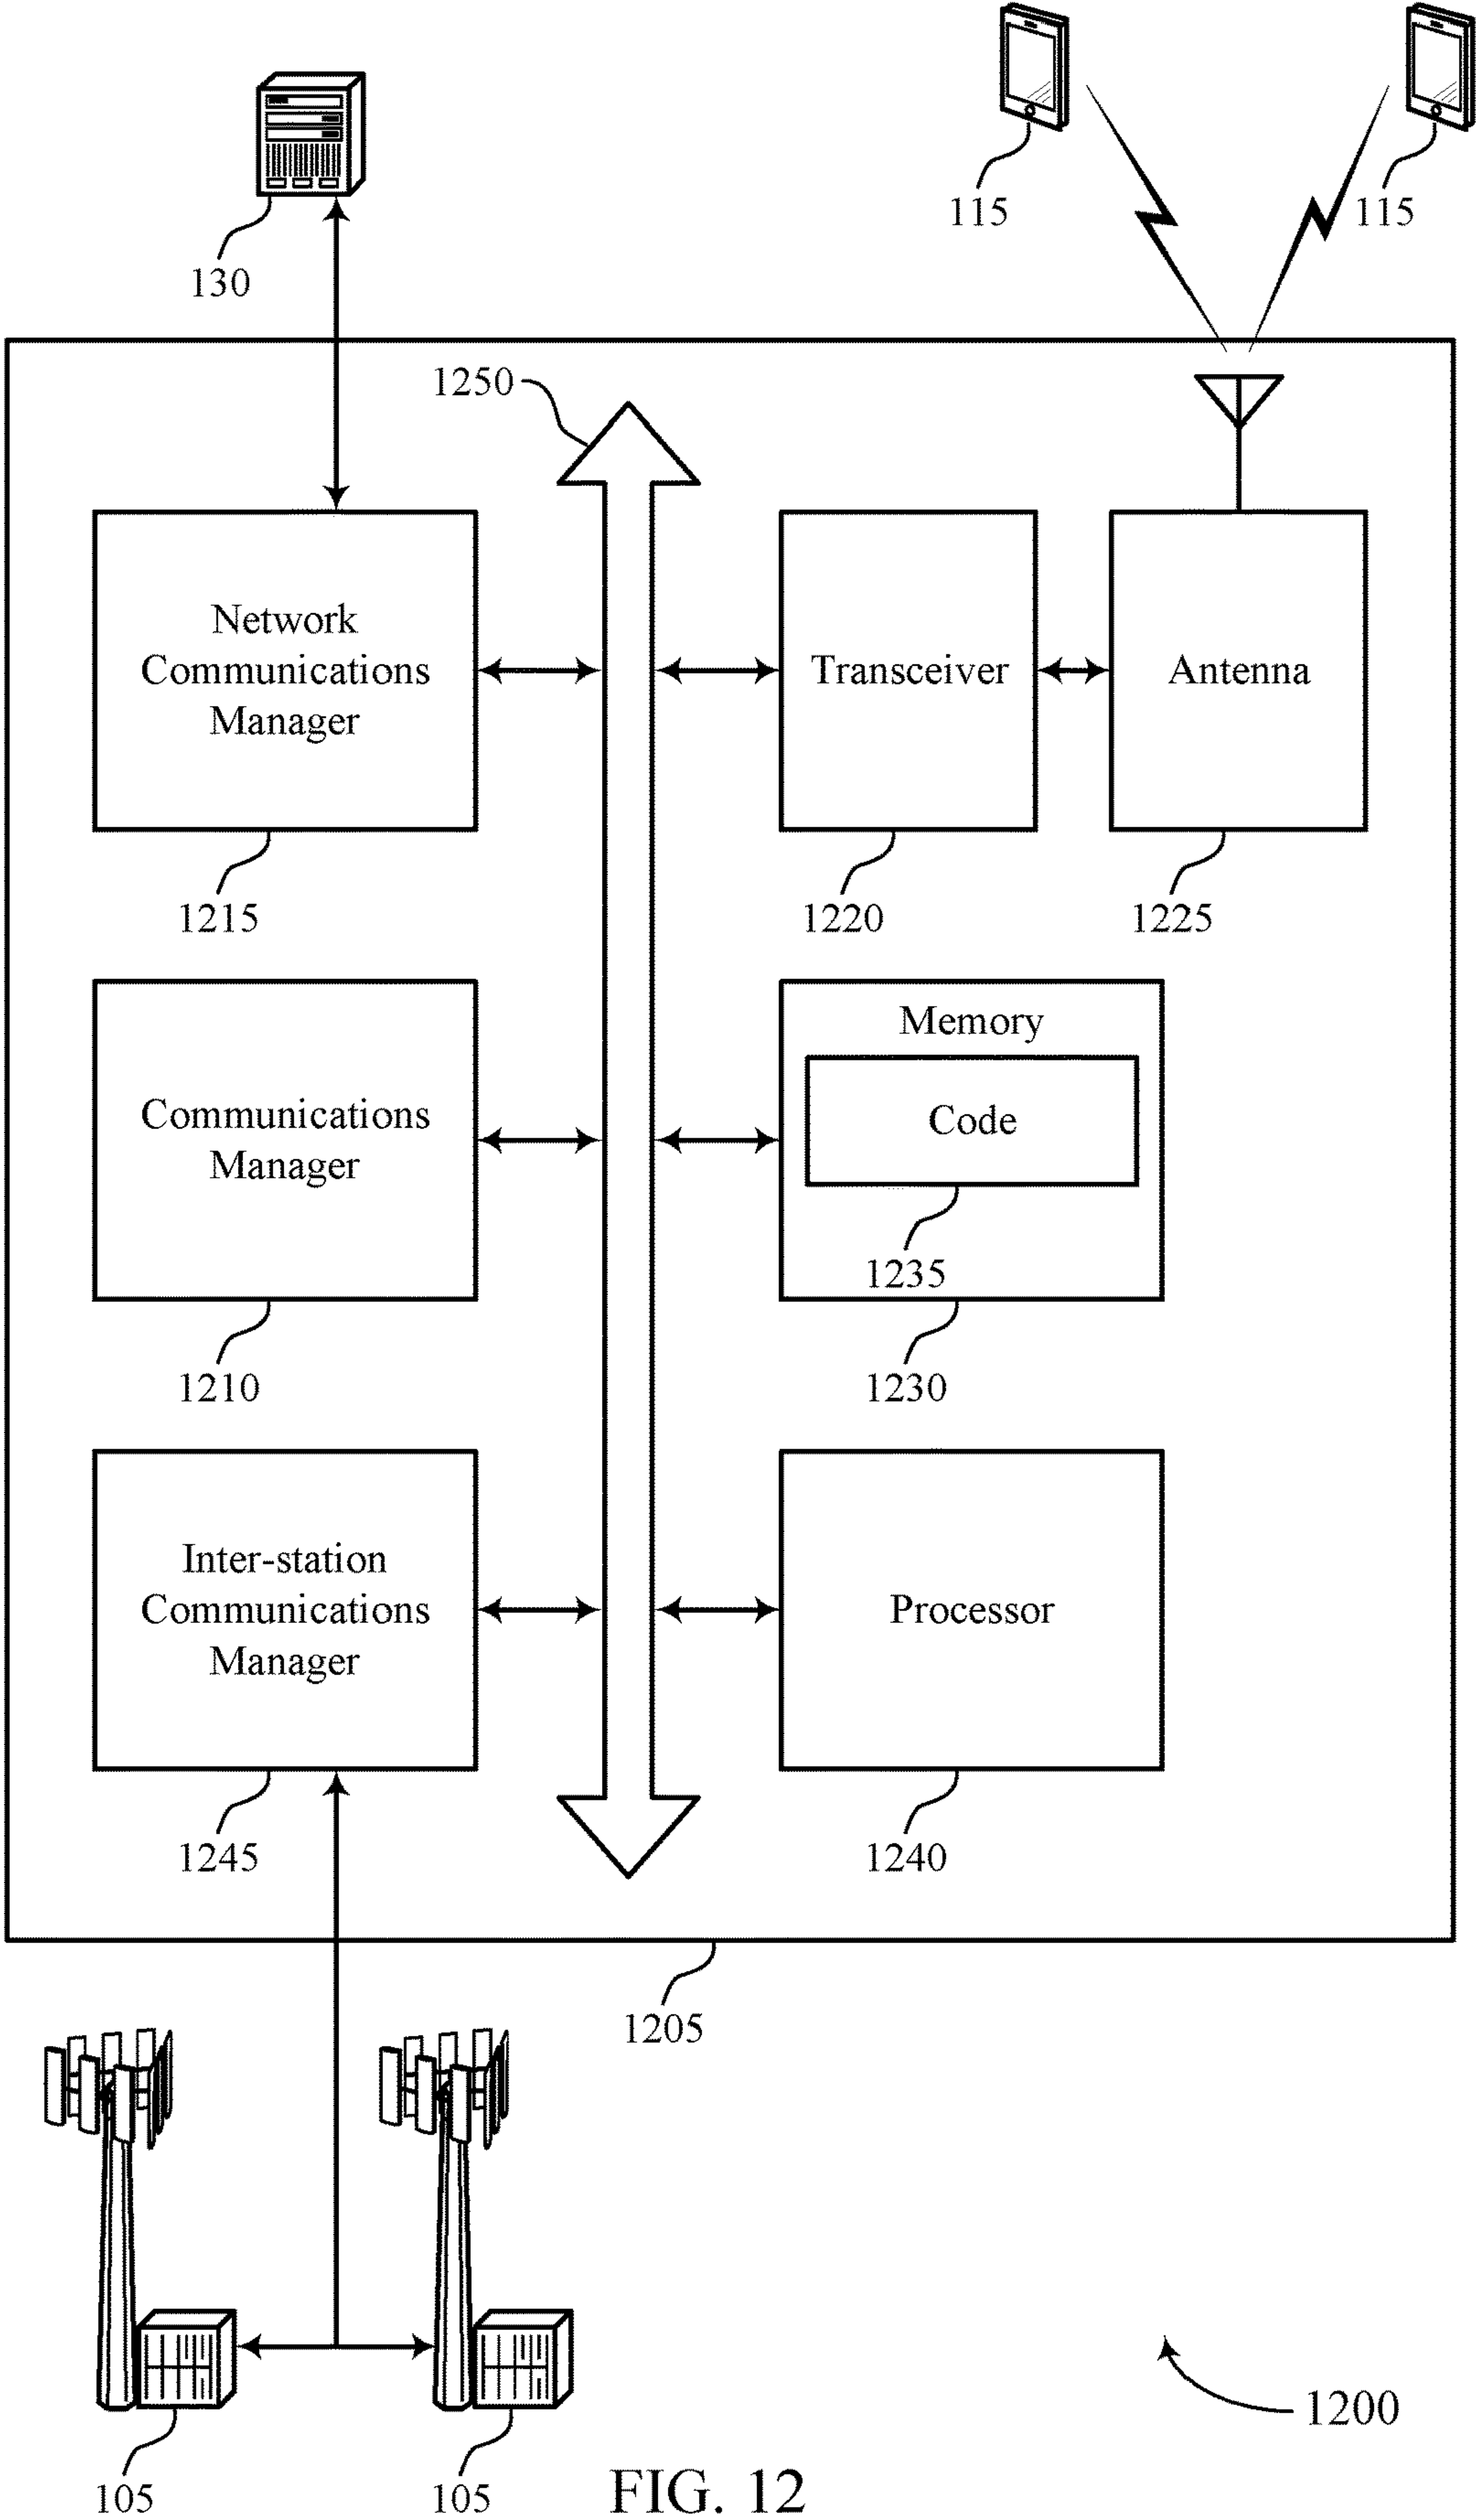 115
115
130
1250
Network
Communications
Manager
Transceiver
Antenna
1215
1220
1225
Communications
Manager
Memory
Code
1235
1210
1230
Inter-station
Communications
Manager
Processor
1245
1240
1205
1200
105
105
FIG. 12